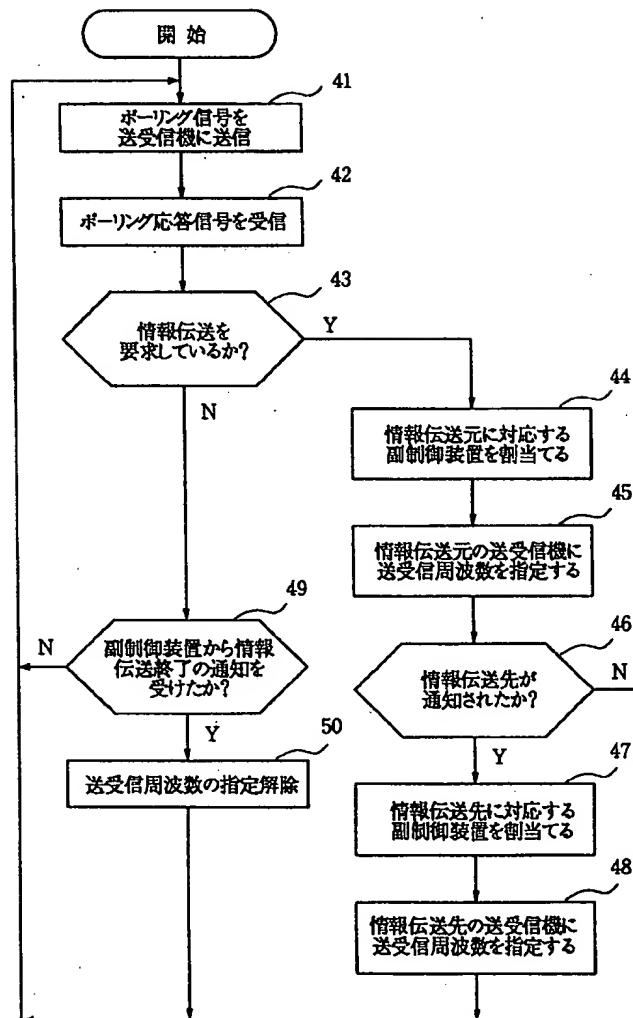 開始
41
ポーリング信号を
送受信機に送信
42
ポーリング応答信号を受信
43
情報伝送を
要求しているか?
Y
N
44
情報伝送元に対応する
副制御装置を割当てる
45
情報伝送元の送受信機に
送受信周波数を指定する
46
情報伝送先が
通知されたか?
N
Y
47
情報伝送先に対応する
副制御装置を割当てる
48
情報伝送先の送受信機に
送受信周波数を指定する
49
副制御装置から情報
伝送終了の通知を
受けたか?
N
Y
50
送受信周波数の指定解除